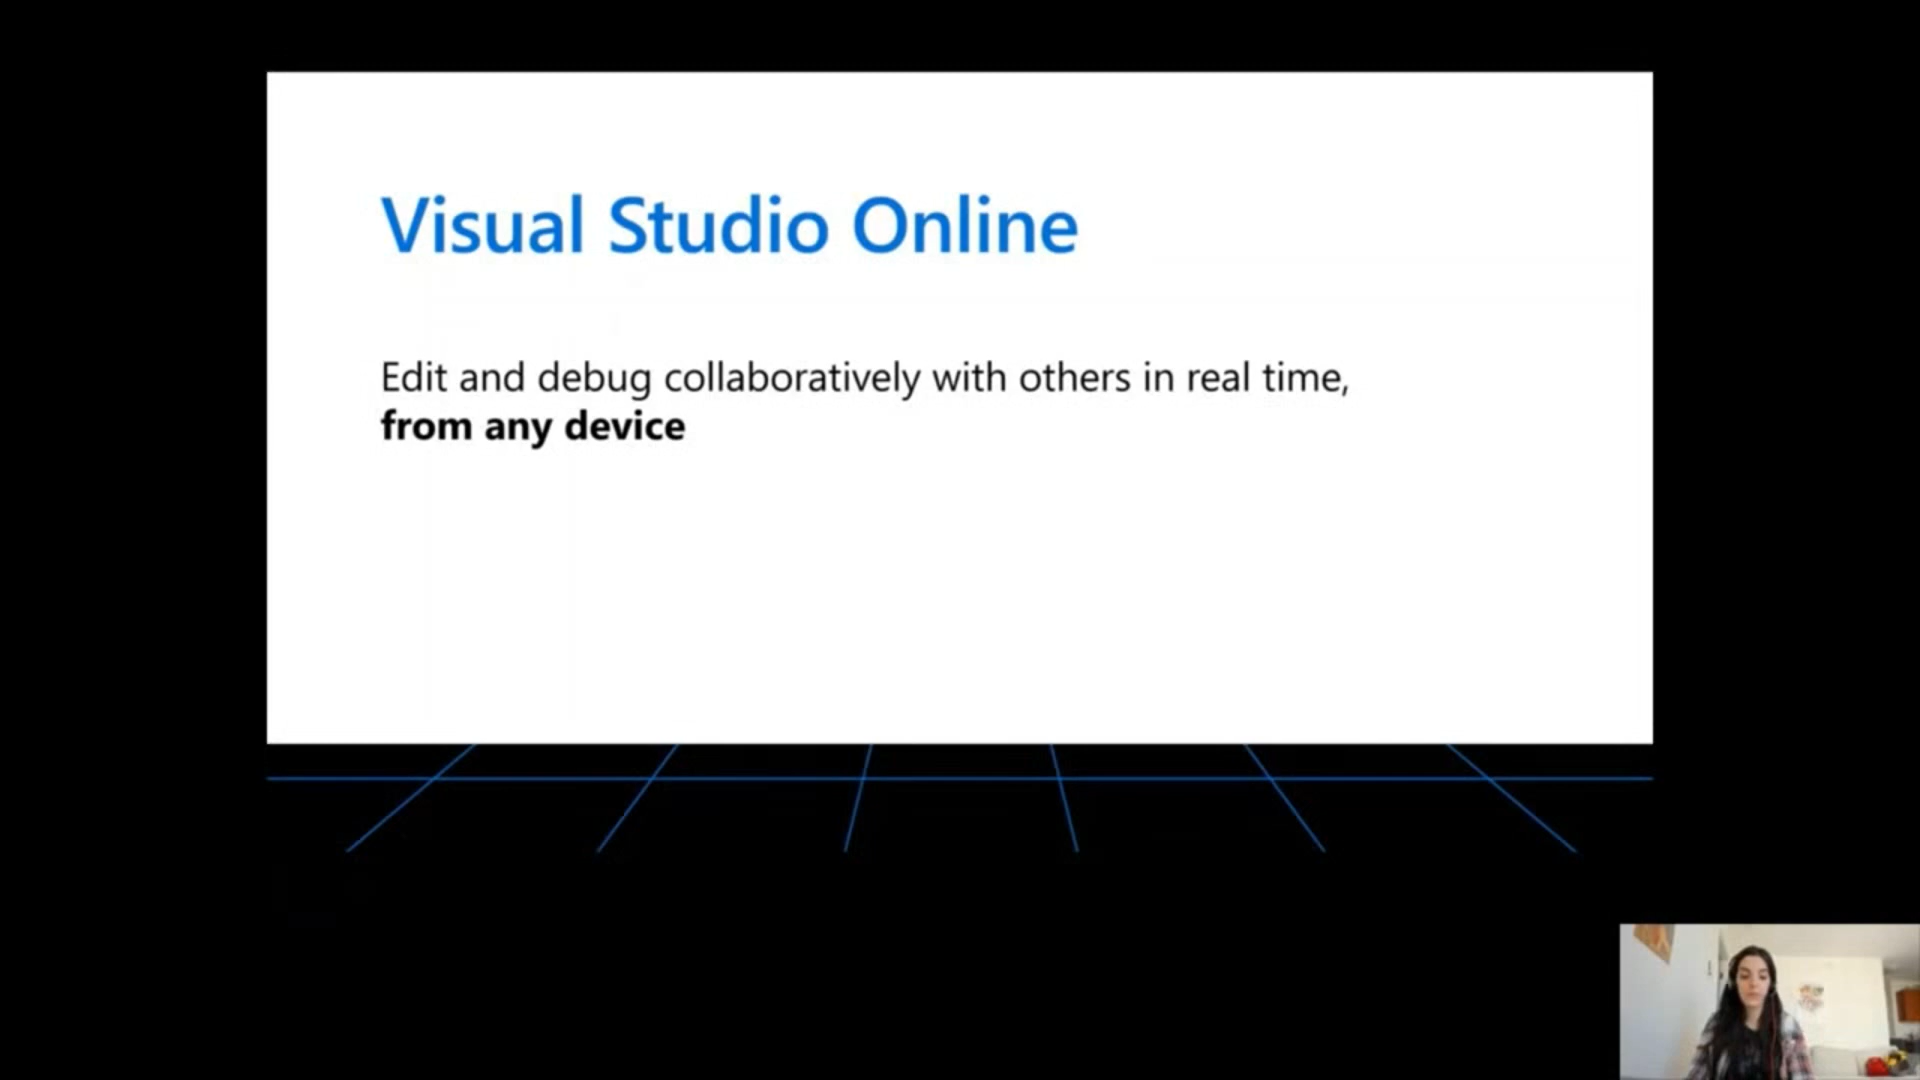 Visual Studio Online
Edit and debug collaboratively with others in real time,
from any device